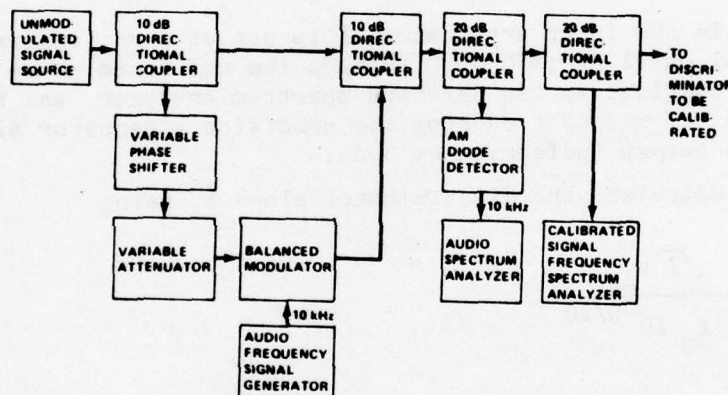 UNMOD-
ULATED
SIGNAL
SOURCE
10 dB
DIREC-
TIONAL
COUPLER
10 dB
DIREC-
TIONAL
COUPLER
20 dB
DIREC-
TIONAL
COUPLER
20 dB
DIREC-
TIONAL
COUPLER
TO
DISCRI-
MINATOR
TO BE
CALIB-
RATED
VARIABLE
PHASE
SHIFTER
AM
DIODE
DETECTOR
10 kHz
VARIABLE
ATTENUATOR
BALANCED
MODULATOR
AUDIO
SPECTRUM
ANALYZER
CALIBRATED
SIGNAL
FREQUENCY
SPECTRUM
ANALYZER
10 kHz
AUDIO
FREQUENCY
SIGNAL
GENERATOR